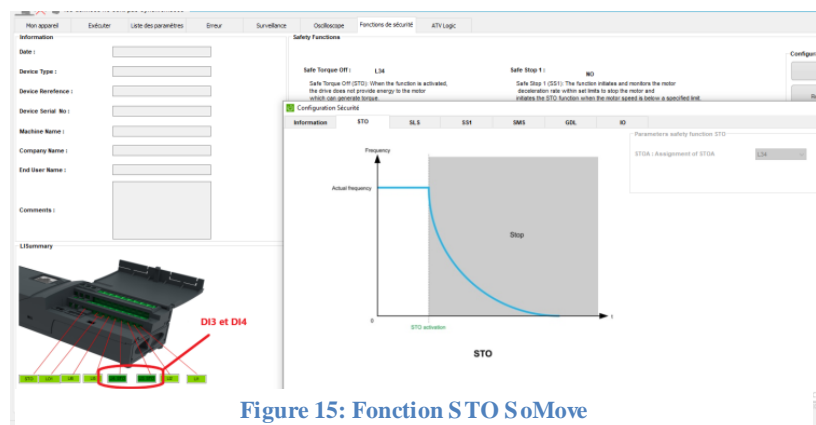 Mon appareil Exécuter Liste des paramètres Erreur Surveillance Oscilloscope Fonctions de sécurité ATV Logic
Information
Date :
Device Type :
Device Rerefence :
Device Serial No :
Machine Name :
Company Name :
End User Name :
Comments :
Safety Functions
Safe Torque Off : L34
Safe Torque Off (STO): When the function is activated,
the drive does not provide energy to the motor
which can generate torque.
Safe Stop 1 : NO
Safe Stop 1 (SS1): The function initiates and monitors the motor
deceleration rate within set limits to stop the motor and
initiates the STO function when the motor speed is below a specified limit.
Configuration Sécurité
Information STO SLS SS1 SMS GDL IO
Parameters safety function STO
STOA : Assignment of STOA L34
Frequency
Actual frequency
Stop
0
t
STO activation
STO
LISummary
DI3 et DI4
STO
Figure 15: Fonction STO SoMove